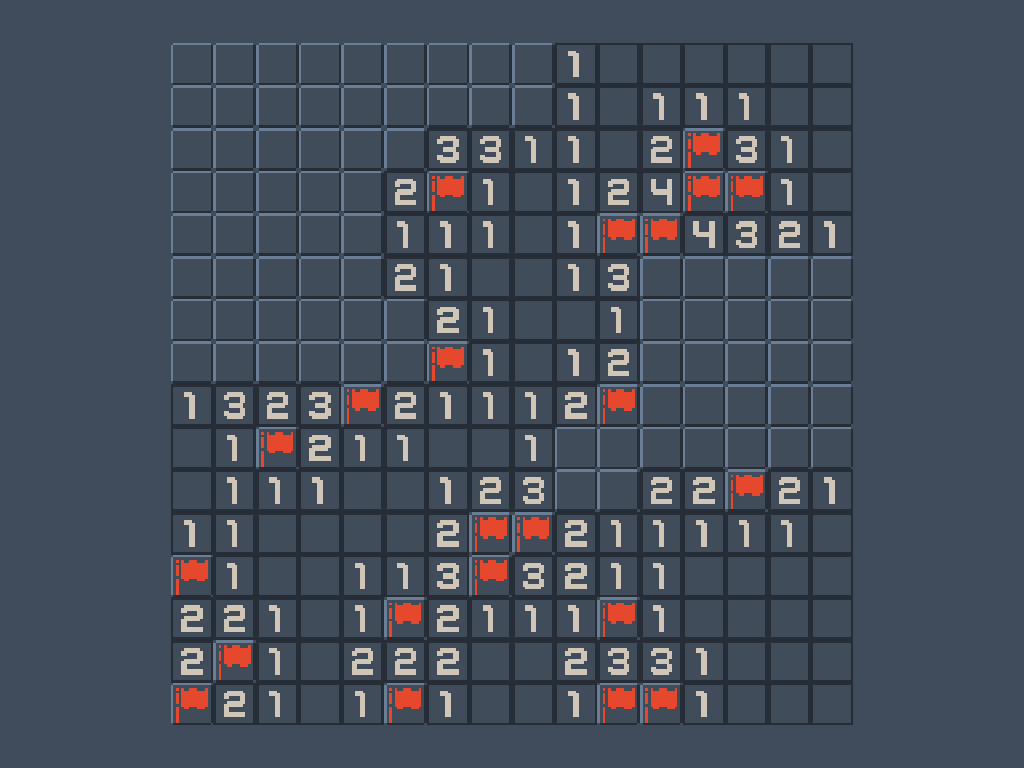 1
1 1 1 1
3 3 1 1 2 3 1
2 1 1 2 4 1
1 1 1 1 4 3 2 1
2 1 1 3
2 1 1
1 1 2
1 3 2 3 2 1 1 1 2
1 2 1 1 1
1 1 1 1 2 3 2 2 2 1
1 1 2 2 1 1 1 1 1
1 1 1 3 3 2 1 1
2 2 1 1 2 1 1 1 1
2 1 2 2 2 2 3 3 1
2 1 1 1 1 1